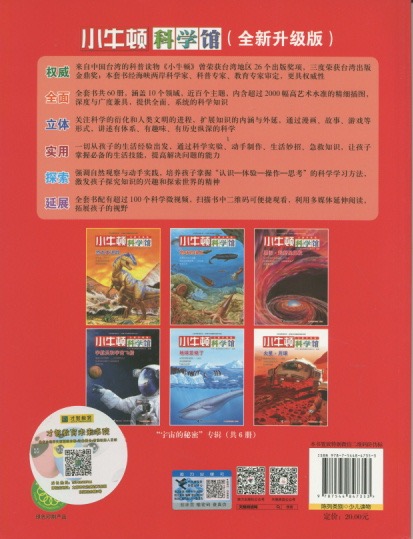 小牛顿科学馆(全新升级版)
权威 来自中国台湾的科普读物《小牛顿》曾荣获台湾地区26个出版奖项,三度荣获台湾出版
金鼎奖;本套书经海峡两岸科学家、科普专家、教育专家审定,更具权威性
全面 全套书共60册,涵盖10个领域,近百个主题,内含超过2000幅高艺术水准的精细插图,
深度与广度兼具,提供全面、系统的科学知识
立体 关注科学的衍化和人类文明的进程,扩展知识的内涵与外延,通过漫画、故事、游戏等
形式,讲述有体系、有趣味、有历史纵深的科学
实用 一切从孩子的生活经验出发,通过科学实验、动手制作、生活妙招、急救知识,让孩子
掌握必备的生活技能,提高解决问题的能力
探索 强调自然观察与动手实践,培养孩子掌握“认识—体验—操作—思考”的科学学习方法,
激发孩子探究知识的兴趣和探索世界的精神
延展 全套书配有超过100个科学微视频,扫描书中二维码可便捷观看,利用多媒体延伸阅读,
拓展孩子的视野
小牛顿科学馆
小牛顿科学馆
小牛顿科学馆
小牛顿科学馆
小牛顿科学馆
小牛顿科学馆
“宇宙的秘密”专辑(共6册)
绿色印刷产品
定价:20.00元